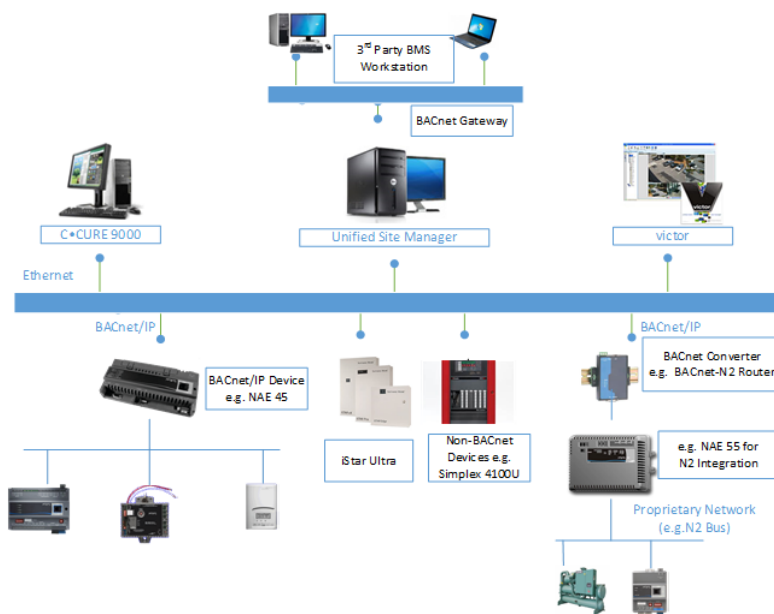 3rd Party BMS
Workstation
BACnet Gateway
C•CURE 9000
Unified Site Manager
victor
victor
Ethernet
BACnet/IP
BACnet/IP
BACnet/IP Device
e.g. NAE 45
iStar Ultra
Non-BACnet
Devices e.g.
Simplex 4100U
BACnet Converter
e.g. BACnet-N2 Router
e.g. NAE 55 for
N2 Integration
Proprietary Network
(e.g.N2 Bus)